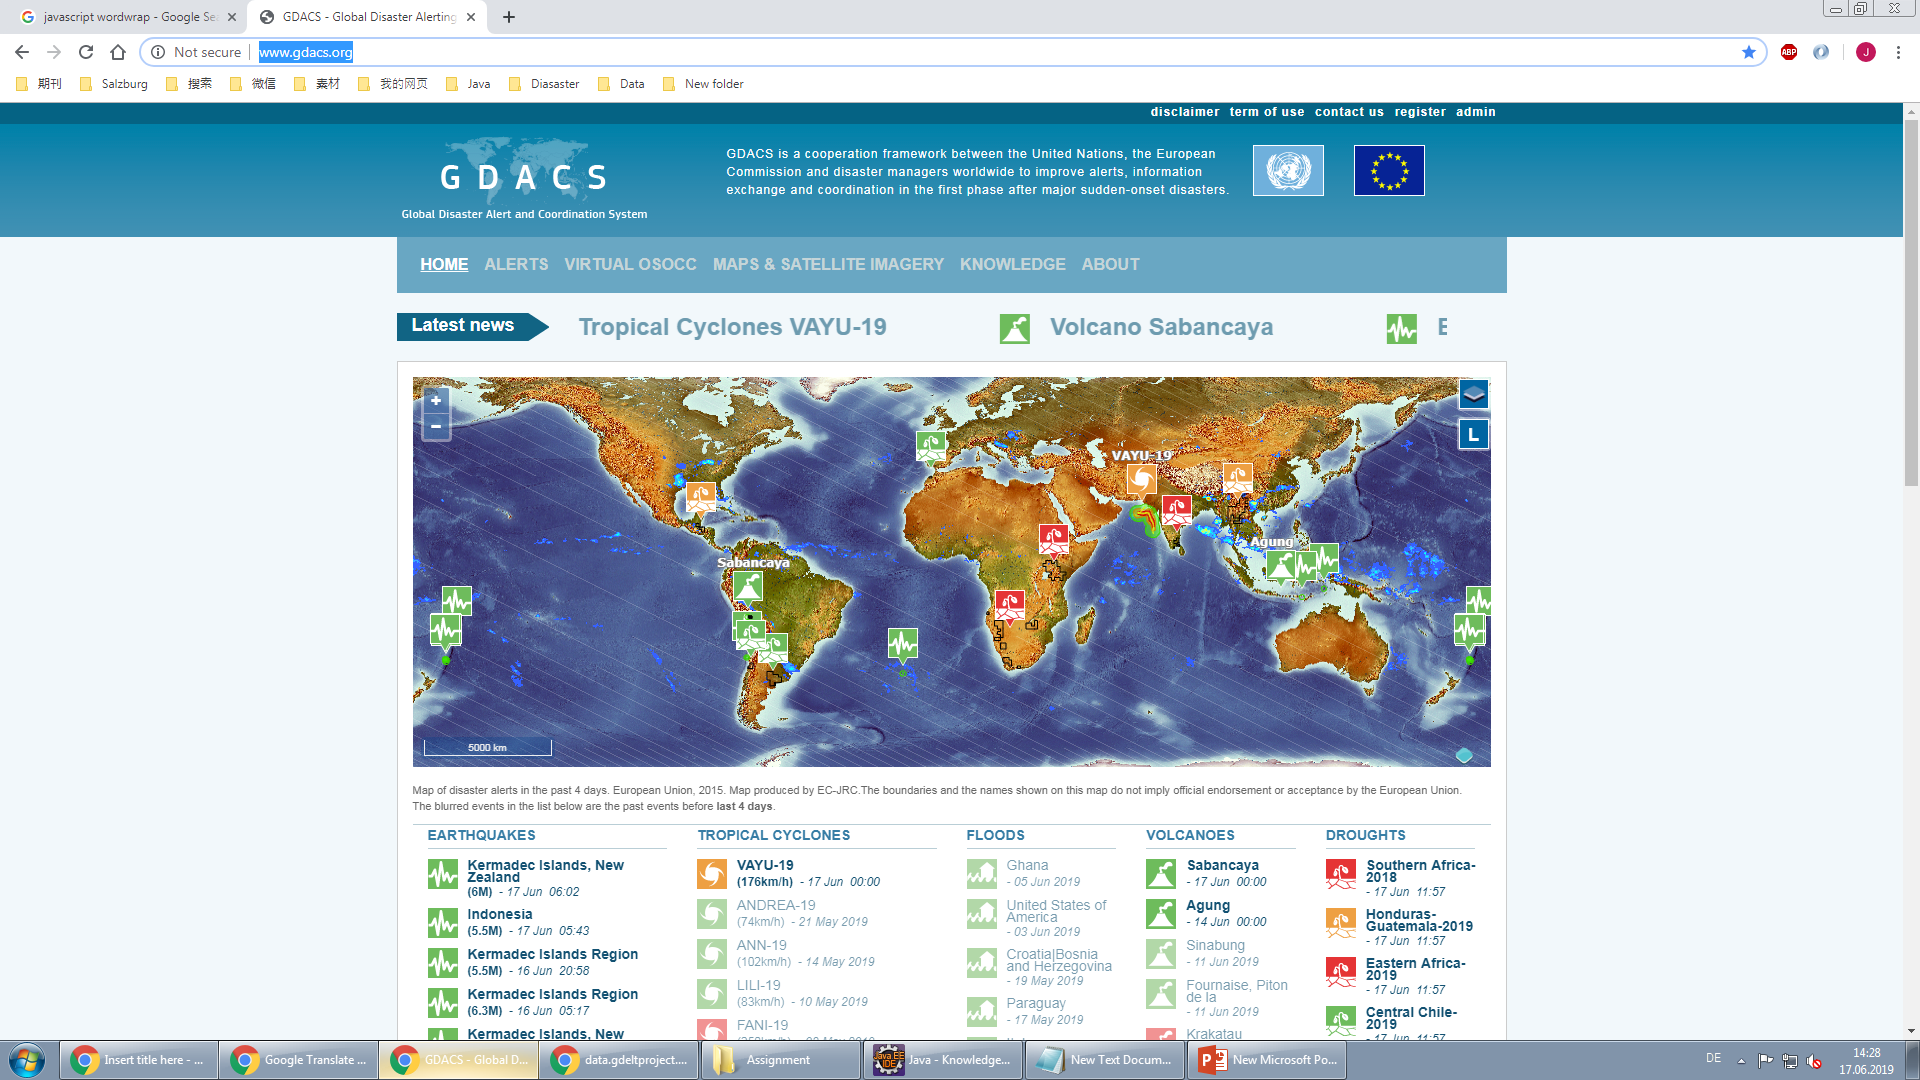 javascript wordwrap - Google Se
GDACS - Global Disaster Alerting
Not secure
www.gdacs.org
ABP
J
期刊
Salzburg
搜索
微信
素材
我的网页
Java
Diasaster
Data
New folder
disclaimer term of use contact us register admin
GDACS
Global Disaster Alert and Coordination System
GDACS is a cooperation framework between the United Nations, the European
Commission and disaster managers worldwide to improve alerts, information
exchange and coordination in the first phase after major sudden-onset disasters.
HOME ALERTS VIRTUAL OSOCC MAPS & SATELLITE IMAGERY KNOWLEDGE ABOUT
Latest news
Tropical Cyclones VAYU-19
Volcano Sabancaya
+
−
L
VAYU-19
Agung
Sabancaya
5000 km
Map of disaster alerts in the past 4 days. European Union, 2015. Map produced by EC-JRC.The boundaries and the names shown on this map do not imply official endorsement or acceptance by the European Union.
The blurred events in the list below are the past events before last 4 days.
EARTHQUAKES
Kermadec Islands, New
Zealand
(6M) - 17 Jun 06:02
Indonesia
(5.5M) - 17 Jun 05:43
Kermadec Islands Region
(5.5M) - 16 Jun 20:58
Kermadec Islands Region
(6.3M) - 16 Jun 05:17
Kermadec Islands, New
TROPICAL CYCLONES
VAYU-19
(176km/h) - 17 Jun 00:00
ANDREA-19
(74km/h) - 21 May 2019
ANN-19
(102km/h) - 14 May 2019
LILI-19
(83km/h) - 10 May 2019
FANI-19
FLOODS
Ghana
- 05 Jun 2019
United States of
America
- 03 Jun 2019
Croatia|Bosnia
and Herzegovina
- 19 May 2019
Paraguay
- 17 May 2019
VOLCANOES
Sabancaya
- 17 Jun 00:00
Agung
- 14 Jun 00:00
Sinabung
- 11 Jun 2019
Fournaise, Piton
de la
- 11 Jun 2019
Krakatau
DROUGHTS
Southern Africa-
2018
- 17 Jun 11:57
Honduras-
Guatemala-2019
- 17 Jun 11:57
Eastern Africa-
2019
- 17 Jun 11:57
Central Chile-
2019
- 17 Jun 11:57
Insert title here - ...
Google Translate ...
GDACS - Global D...
data.gdeltproject....
Assignment
Java EE
IDE
Java - Knowledge...
New Text Docum...
New Microsoft Po...
DE
14:28
17.06.2019